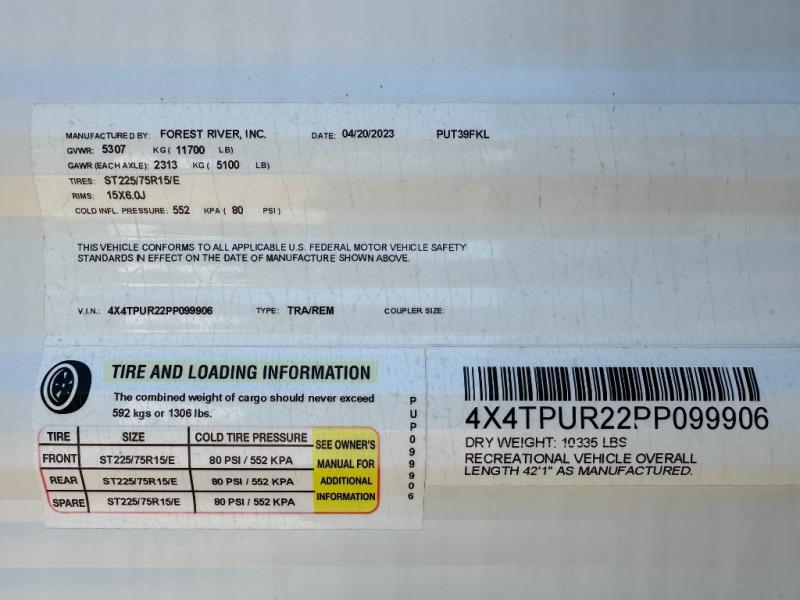 MANUFACTURED BY: FOREST RIVER, INC. DATE: 04/20/2023 PUT39FKL
GVWR: 5307 KG ( 11700 LB)
GAWR (EACH AXLE): 2313 KG ( 5100 LB)
TIRES: ST225/75R15/E
RIMS: 15X6.0J
COLD INFL. PRESSURE: 552 KPA ( 80 PSI )
THIS VEHICLE CONFORMS TO ALL APPLICABLE U.S. FEDERAL MOTOR VEHICLE SAFETY
STANDARDS IN EFFECT ON THE DATE OF MANUFACTURE SHOWN ABOVE.
V.I.N.: 4X4TPUR22PP099906 TYPE: TRA/REM COUPLER SIZE:
TIRE AND LOADING INFORMATION
The combined weight of cargo should never exceed
592 kgs or 1306 lbs.
TIRE SIZE COLD TIRE PRESSURE
FRONT ST225/75R15/E 80 PSI / 552 KPA
REAR ST225/75R15/E 80 PSI / 552 KPA
SPARE ST225/75R15/E 80 PSI / 552 KPA
SEE OWNER'S
MANUAL FOR
ADDITIONAL
INFORMATION
PUP099906
4X4TPUR22PP099906
DRY WEIGHT: 10335 LBS
RECREATIONAL VEHICLE OVERALL
LENGTH 42'1" AS MANUFACTURED.